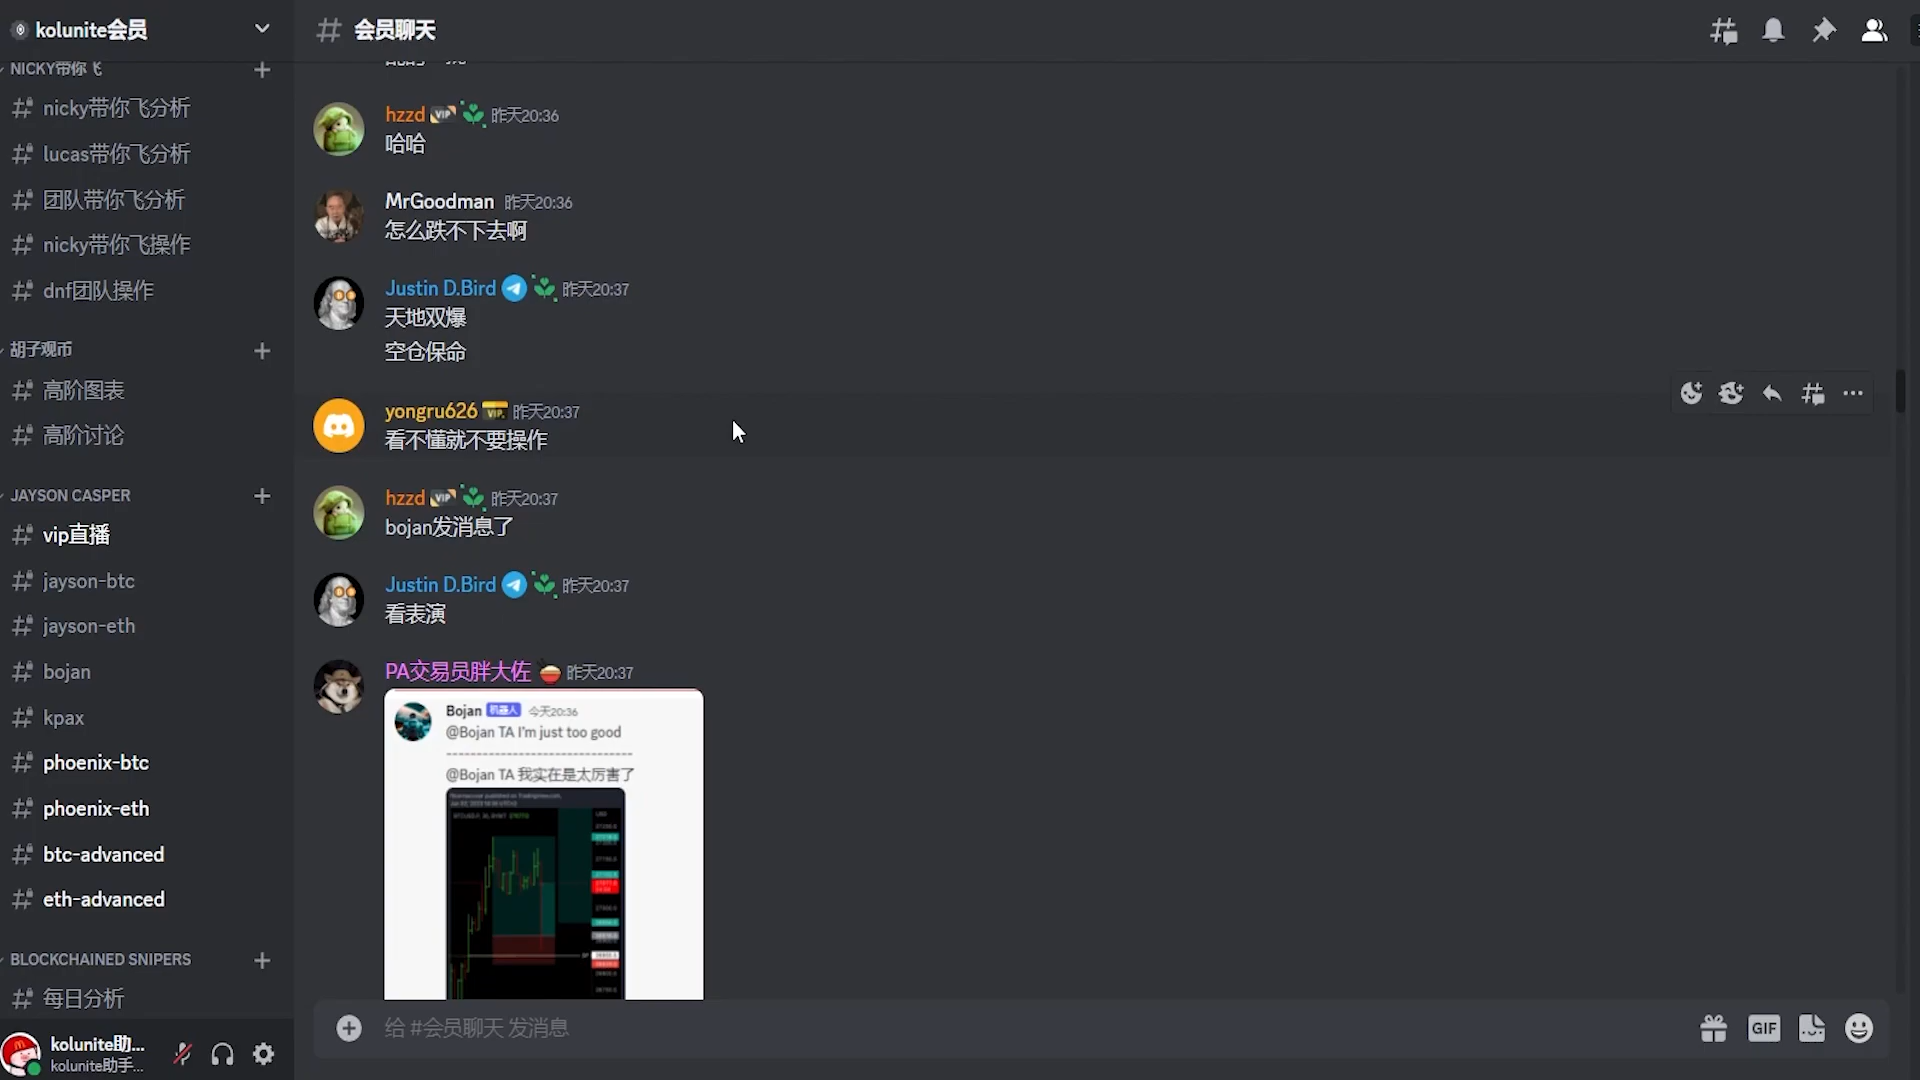 kolunite会员
NICKY带你飞
nicky带你飞分析
lucas带你飞分析
团队带你飞分析
nicky带你飞操作
dnf团队操作
胡子观币
高阶图表
高阶讨论
JAYSON CASPER
vip直播
jayson-btc
jayson-eth
bojan
kpax
phoenix-btc
phoenix-eth
btc-advanced
eth-advanced
BLOCKCHAINED SNIPERS
每日分析
kolunite助...
kolunite助手...
会员聊天
hzzd VIP 昨天20:36
哈哈
MrGoodman 昨天20:36
怎么跌不下去啊
Justin D.Bird 昨天20:37
天地双爆
空仓保命
yongru626 VIP 昨天20:37
看不懂就不要操作
hzzd VIP 昨天20:37
bojan发消息了
Justin D.Bird 昨天20:37
看表演
PA交易员胖大佐 昨天20:37
Bojan 机器人 今天20:36
@Bojan TA I'm just too good
--------------------------------
@Bojan TA 我实在是太厉害了
给 #会员聊天 发消息
GIF